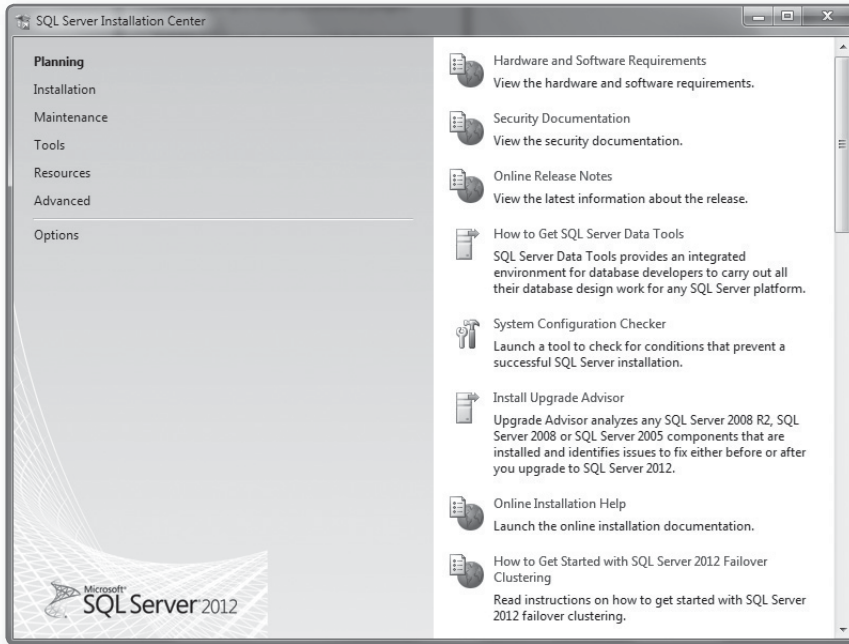 SQL Server Installation Center
Planning
Installation
Maintenance
Tools
Resources
Advanced
Options
Microsoft®
SQL Server® 2012
Hardware and Software Requirements
View the hardware and software requirements.
Security Documentation
View the security documentation.
Online Release Notes
View the latest information about the release.
How to Get SQL Server Data Tools
SQL Server Data Tools provides an integrated
environment for database developers to carry out all
their database design work for any SQL Server platform.
System Configuration Checker
Launch a tool to check for conditions that prevent a
successful SQL Server installation.
Install Upgrade Advisor
Upgrade Advisor analyzes any SQL Server 2008 R2, SQL
Server 2008 or SQL Server 2005 components that are
installed and identifies issues to fix either before or after
you upgrade to SQL Server 2012.
Online Installation Help
Launch the online installation documentation.
How to Get Started with SQL Server 2012 Failover
Clustering
Read instructions on how to get started with SQL Server
2012 failover clustering.